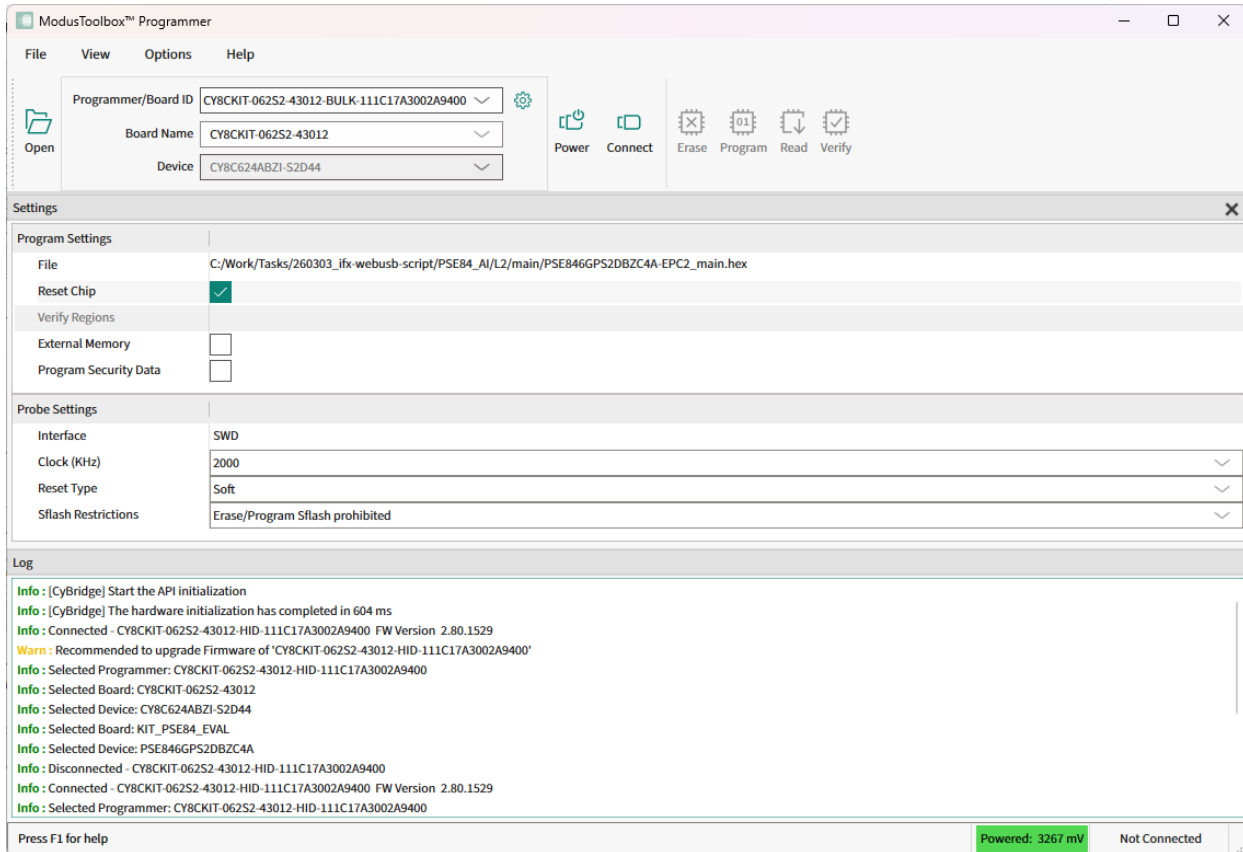 ModusToolbox™ Programmer
File View Options Help
Open
Programmer/Board ID CY8CKIT-062S2-43012-BULK-111C17A3002A9400
Board Name CY8CKIT-062S2-43012
Device CY8C624ABZI-S2D44
Power Connect Erase Program Read Verify
Settings
Program Settings
File C:/Work/Tasks/260303_ifx-webusb-script/PSE84_AI/L2/main/PSE846GPS2DBZC4A-EPC2_main.hex
Reset Chip
Verify Regions
External Memory
Program Security Data
Probe Settings
Interface SWD
Clock (KHz) 2000
Reset Type Soft
Sflash Restrictions Erase/Program Sflash prohibited
Log
Info : [CyBridge] Start the API initialization
Info : [CyBridge] The hardware initialization has completed in 604 ms
Info : Connected - CY8CKIT-062S2-43012-HID-111C17A3002A9400 FW Version 2.80.1529
Warn : Recommended to upgrade Firmware of 'CY8CKIT-062S2-43012-HID-111C17A3002A9400'
Info : Selected Programmer: CY8CKIT-062S2-43012-HID-111C17A3002A9400
Info : Selected Board: CY8CKIT-062S2-43012
Info : Selected Device: CY8C624ABZI-S2D44
Info : Selected Board: KIT_PSE84_EVAL
Info : Selected Device: PSE846GPS2DBZC4A
Info : Disconnected - CY8CKIT-062S2-43012-HID-111C17A3002A9400
Info : Connected - CY8CKIT-062S2-43012-HID-111C17A3002A9400 FW Version 2.80.1529
Info : Selected Programmer: CY8CKIT-062S2-43012-HID-111C17A3002A9400
Press F1 for help Powered: 3267 mV Not Connected